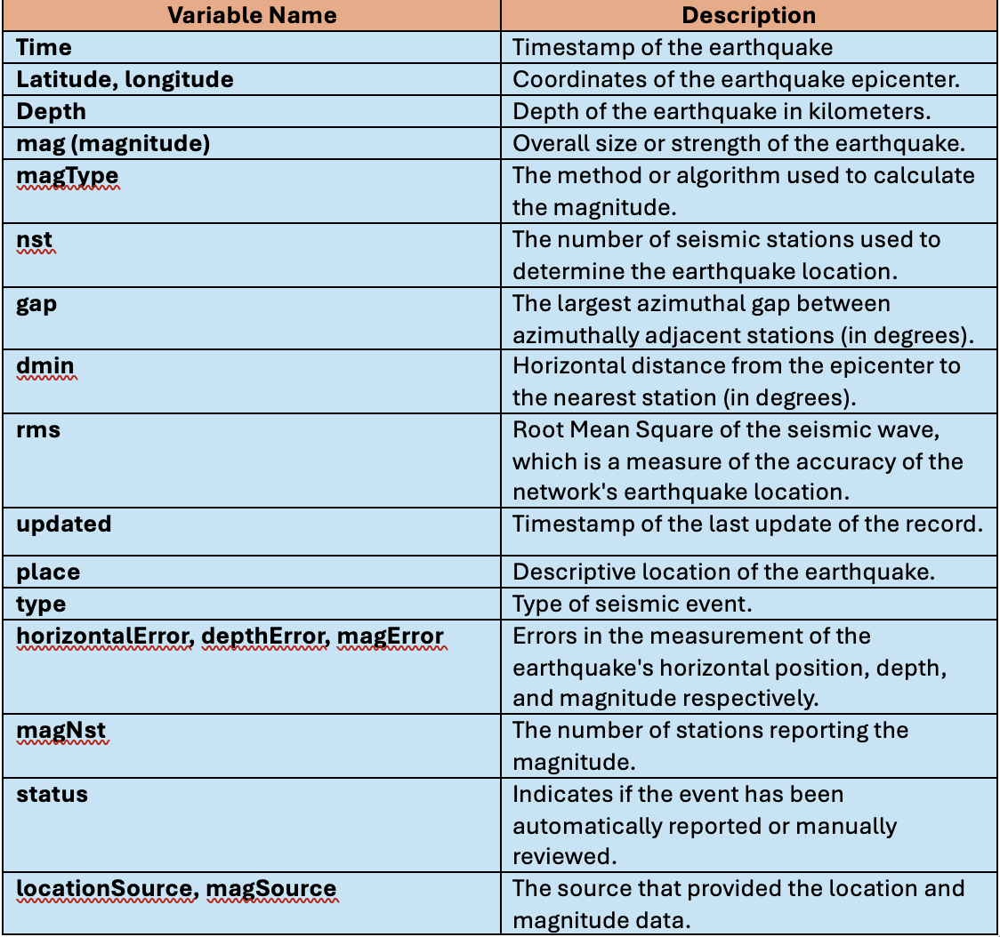 Variable Name Description
Time Timestamp of the earthquake
Latitude, longitude Coordinates of the earthquake epicenter.
Depth Depth of the earthquake in kilometers.
mag (magnitude) Overall size or strength of the earthquake.
magType The method or algorithm used to calculate
the magnitude.
nst The number of seismic stations used to
determine the earthquake location.
gap The largest azimuthal gap between
azimuthally adjacent stations (in degrees).
dmin Horizontal distance from the epicenter to
the nearest station (in degrees).
rms Root Mean Square of the seismic wave,
which is a measure of the accuracy of the
network's earthquake location.
updated Timestamp of the last update of the record.
place Descriptive location of the earthquake.
type Type of seismic event.
horizontalError, depthError, magError Errors in the measurement of the
earthquake's horizontal position, depth,
and magnitude respectively.
magNst The number of stations reporting the
magnitude.
status Indicates if the event has been
automatically reported or manually
reviewed.
locationSource, magSource The source that provided the location and
magnitude data.